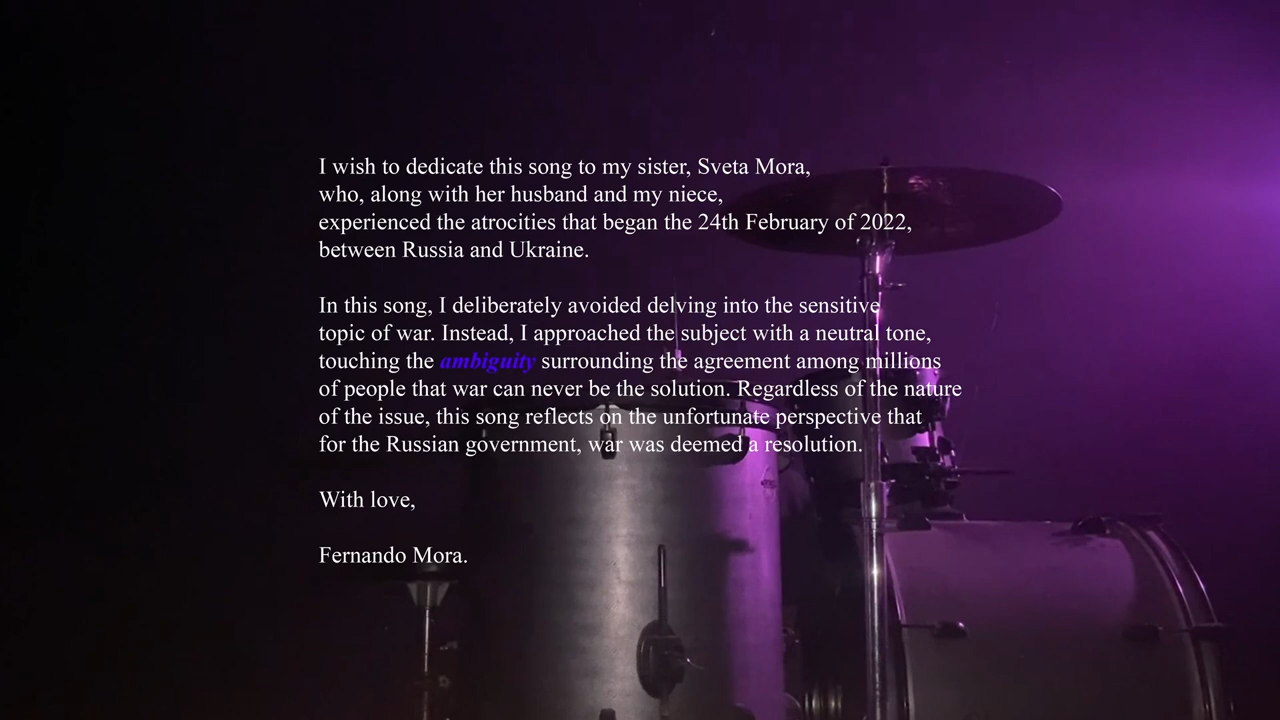 I wish to dedicate this song to my sister, Sveta Mora,
who, along with her husband and my niece,
experienced the atrocities that began the 24th February of 2022,
between Russia and Ukraine.
In this song, I deliberately avoided delving into the sensitive
topic of war. Instead, I approached the subject with a neutral tone,
touching the ambiguity surrounding the agreement among millions
of people that war can never be the solution. Regardless of the nature
of the issue, this song reflects on the unfortunate perspective that
for the Russian government, war was deemed a resolution.
With love,
Fernando Mora.